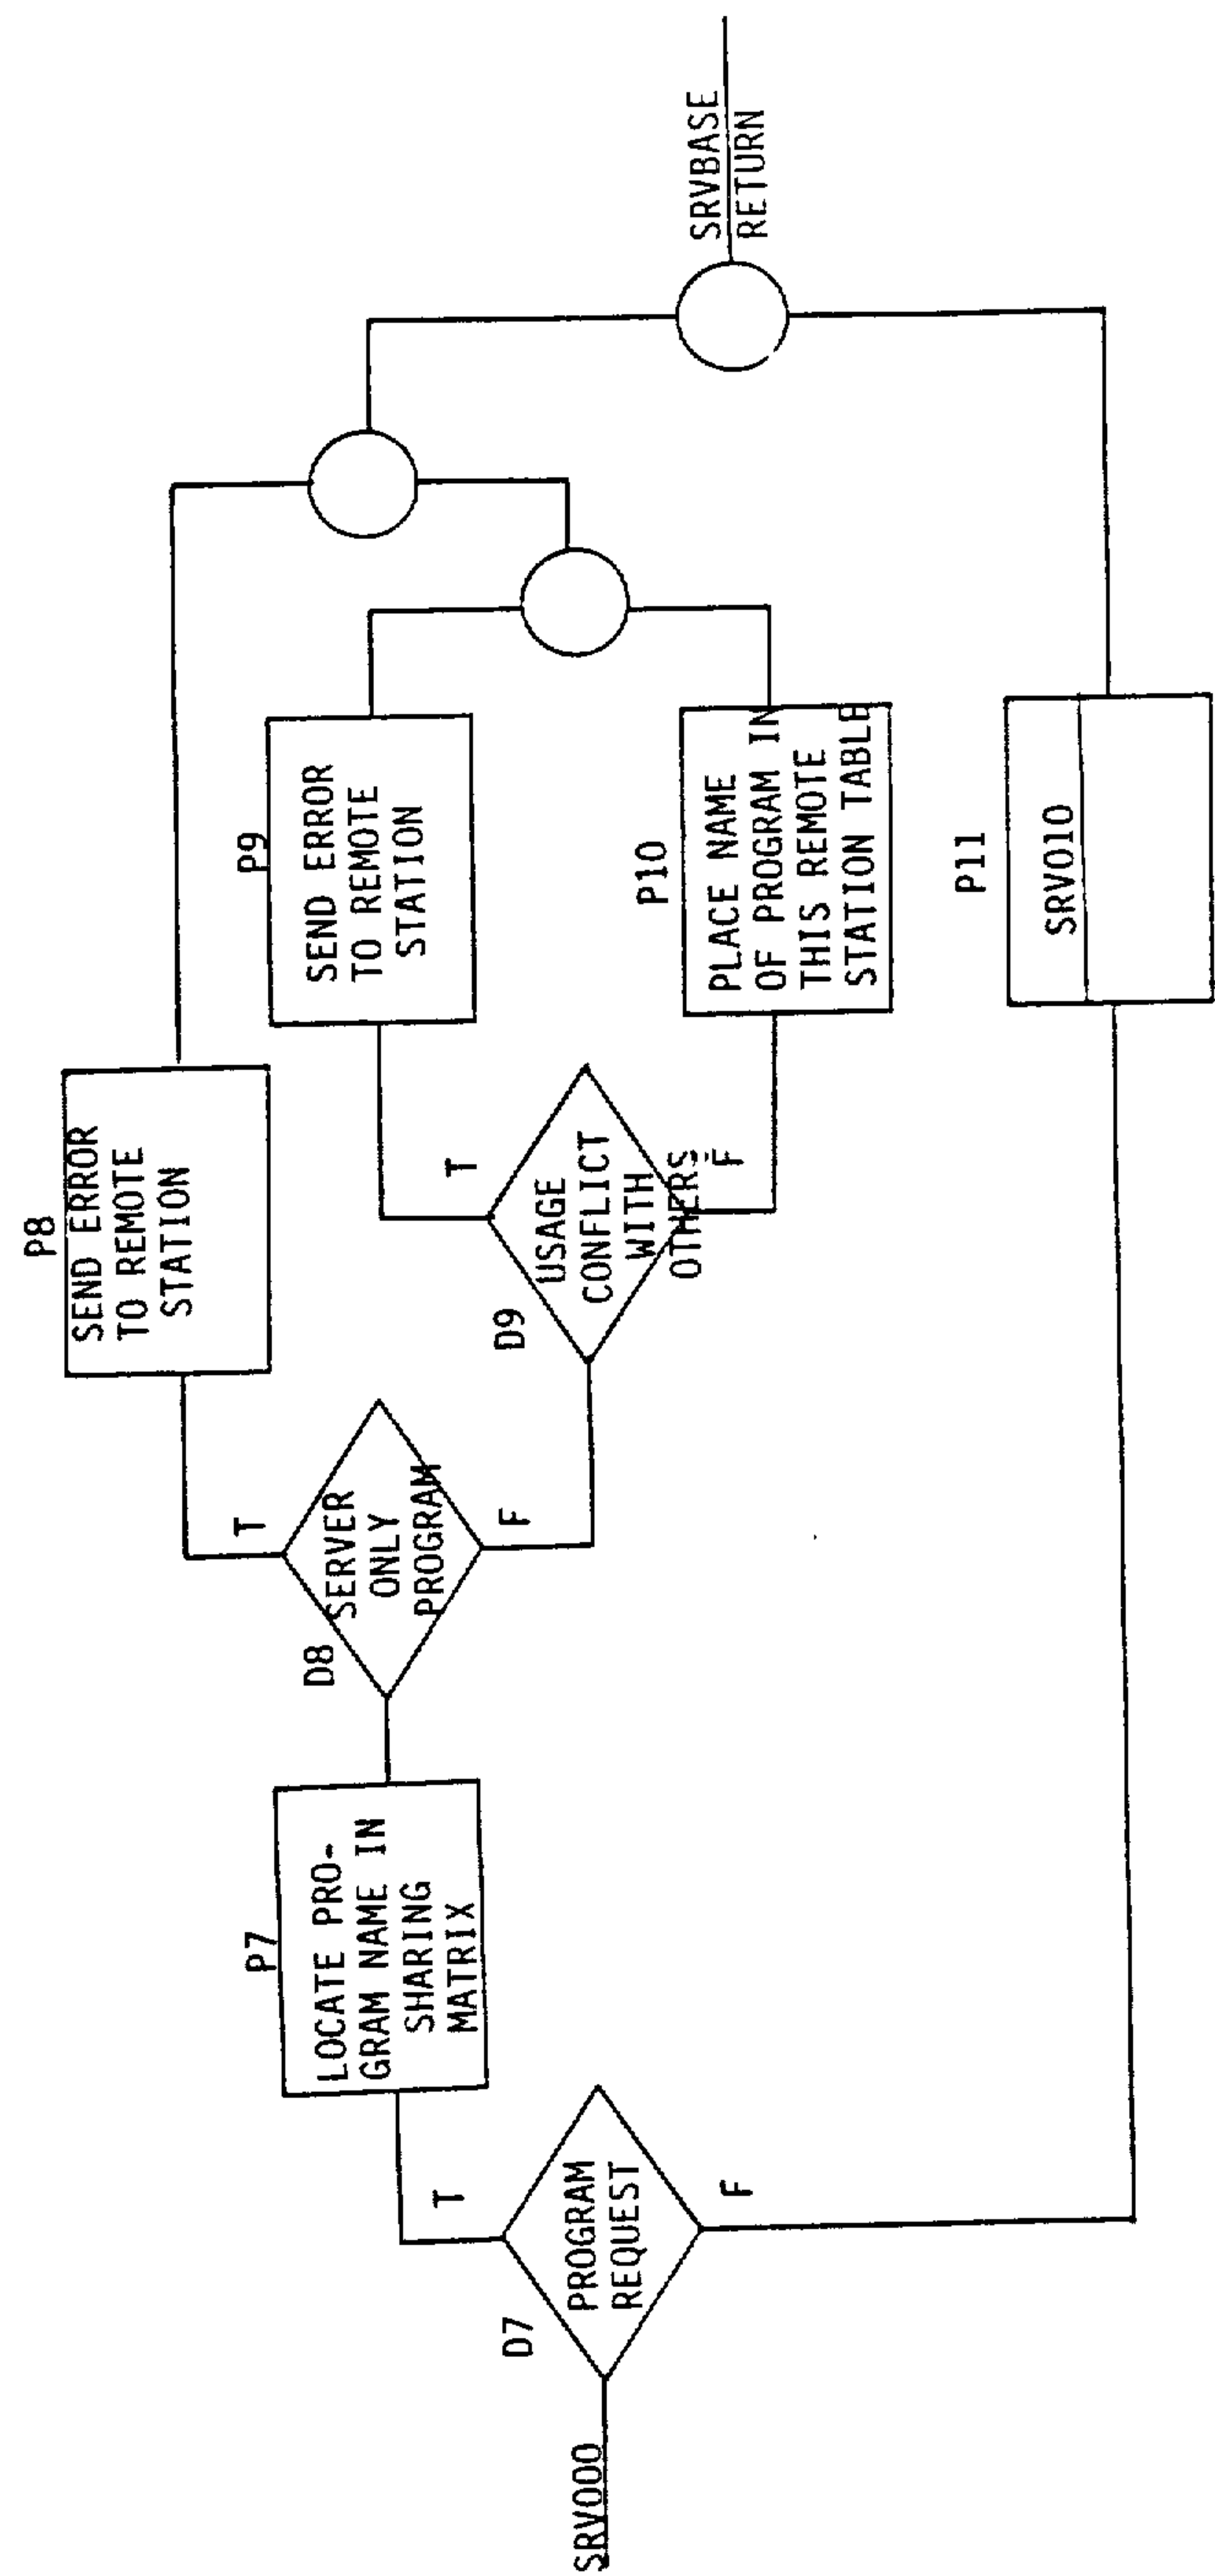 SRV000
D7
PROGRAM
REQUEST
T
F
P7
LOCATE PRO-
GRAM NAME IN
SHARING
MATRIX
D8
SERVER
ONLY
PROGRAM
T
F
P8
SEND ERROR
TO REMOTE
STATION
D9
USAGE
CONFLICT
WITH
OTHERS
T
F
P9
SEND ERROR
TO REMOTE
STATION
P10
PLACE NAME
OF PROGRAM IN
THIS REMOTE
STATION TABLE
P11
SRV010
SRVBASE
RETURN